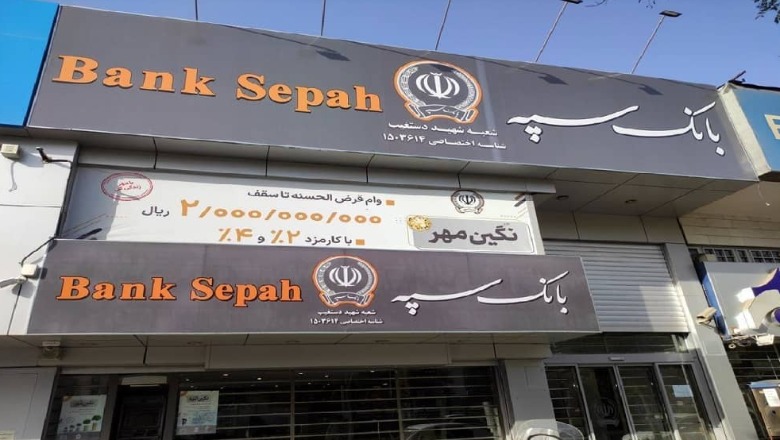 Bank Sepah
بانک سپه
شعبه شهید دستغیب
شناسه اختصاصی ۱۵۰۳۶۱۴
وام قرض الحسنه تا سقف
۲/۰۰۰/۰۰۰/۰۰۰ ریال
با کارمزد ۲٪ و ۴٪
نگین مهر
Bank Sepah
بانک سپه
شعبه شهید دستغیب
شناسه اختصاصی ۱۵۰۳۶۱۴